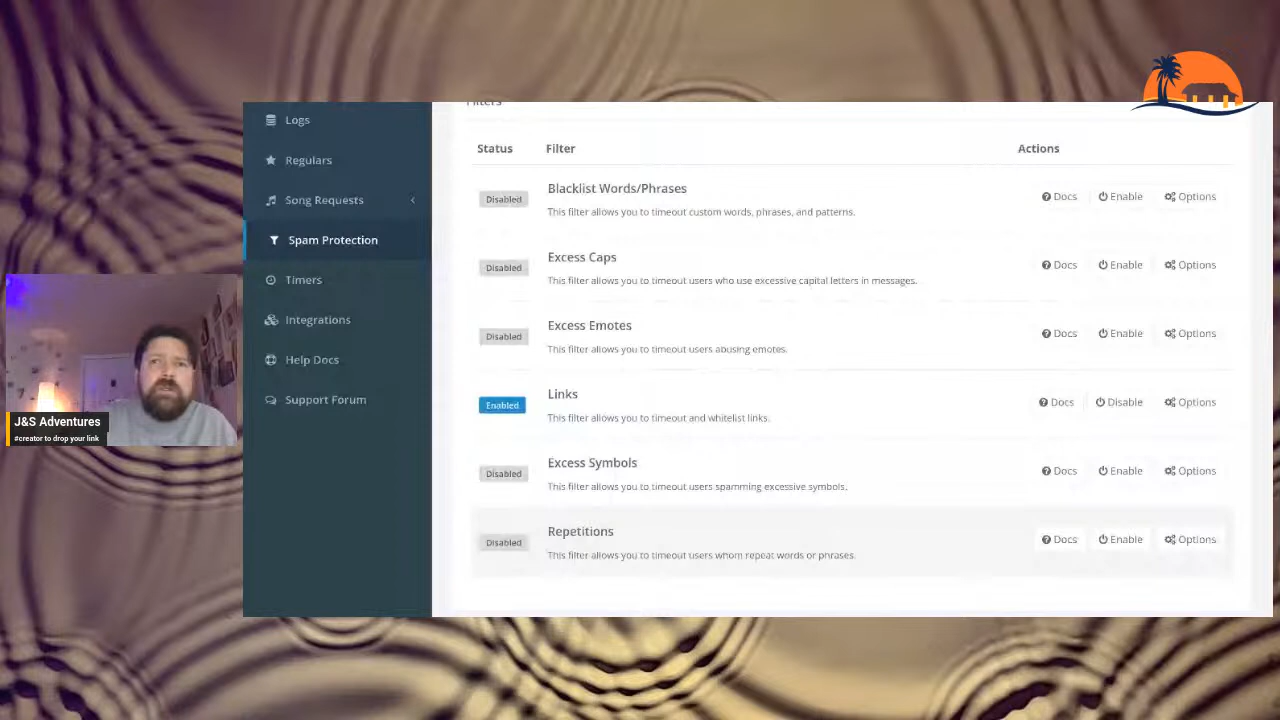 Filters
Logs
Regulars
Song Requests
Spam Protection
Timers
Integrations
Help Docs
Support Forum
Status Filter Actions
Disabled Blacklist Words/Phrases Docs Enable Options
This filter allows you to timeout custom words, phrases, and patterns.
Disabled Excess Caps Docs Enable Options
This filter allows you to timeout users who use excessive capital letters in messages.
Disabled Excess Emotes Docs Enable Options
This filter allows you to timeout users abusing emotes.
Enabled Links Docs Disable Options
This filter allows you to timeout and whitelist links.
Disabled Excess Symbols Docs Enable Options
This filter allows you to timeout users spamming excessive symbols.
Disabled Repetitions Docs Enable Options
This filter allows you to timeout users whom repeat words or phrases.
J&S Adventures
#creator to drop your link